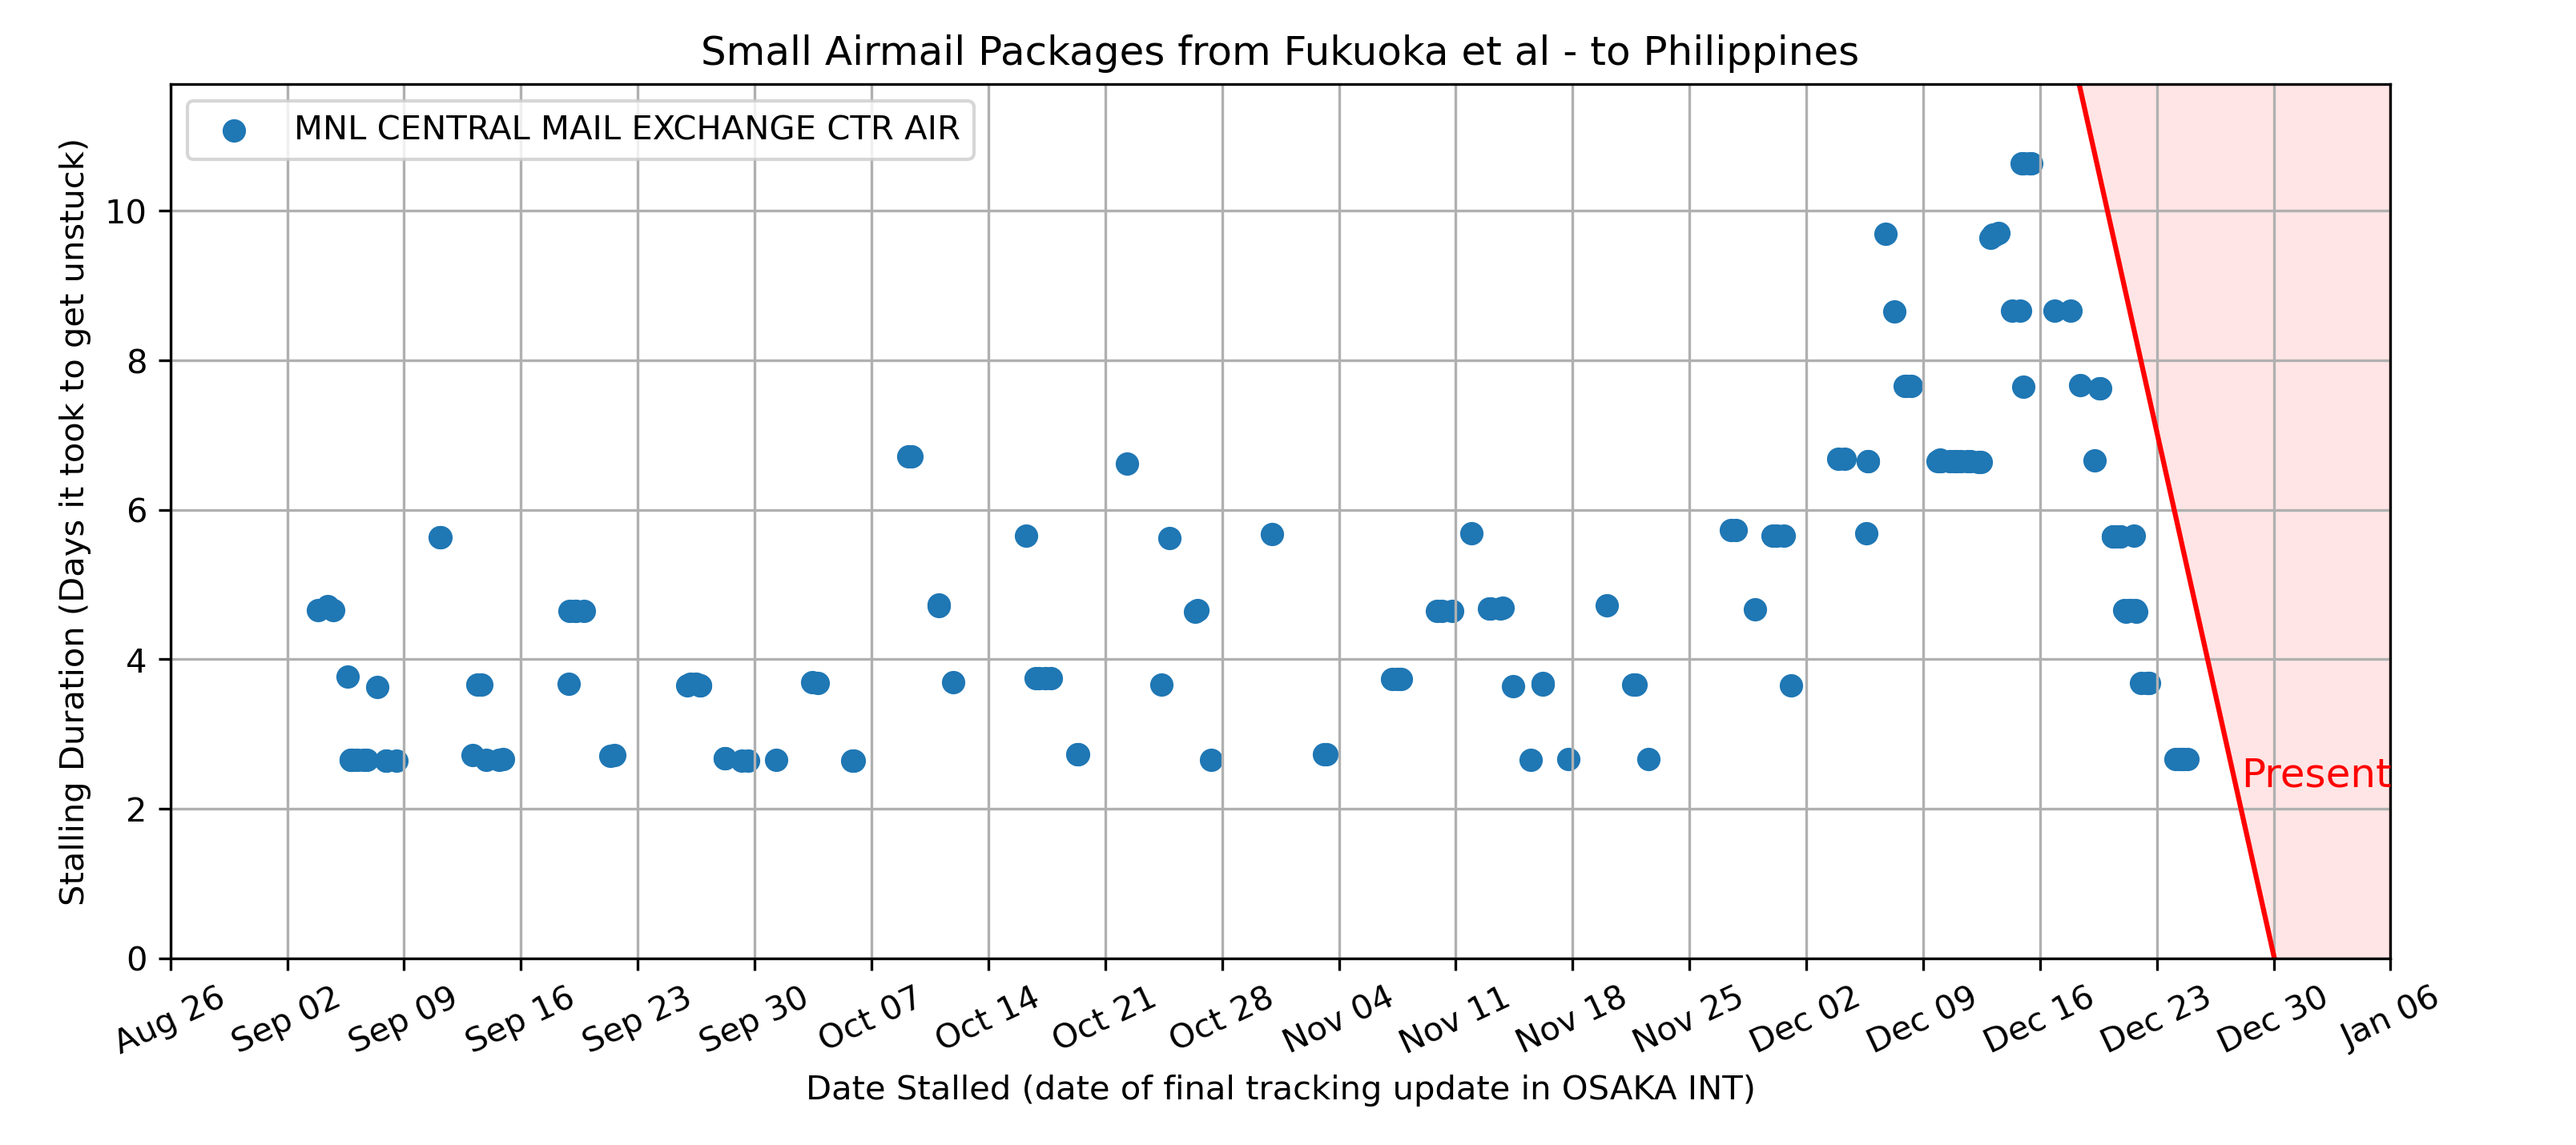 Small Airmail Packages from Fukuoka et al - to Philippines
MNL CENTRAL MAIL EXCHANGE CTR AIR
Stalling Duration (Days it took to get unstuck)
10
8
6
4
2
0
Present
Aug 26 Sep 02 Sep 09 Sep 16 Sep 23 Sep 30 Oct 07 Oct 14 Oct 21 Oct 28 Nov 04 Nov 11 Nov 18 Nov 25 Dec 02 Dec 09 Dec 16 Dec 23 Dec 30 Jan 06
Date Stalled (date of final tracking update in OSAKA INT)